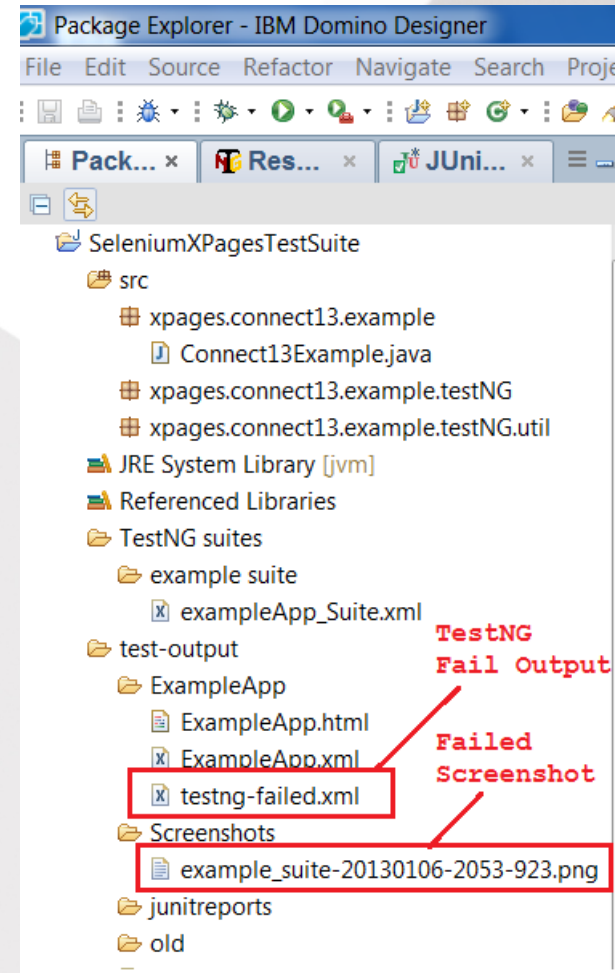 Package Explorer - IBM Domino Designer
File Edit Source Refactor Navigate Search Proje
Pack... Res... JUni...
SeleniumXPagesTestSuite
src
xpages.connect13.example
Connect13Example.java
xpages.connect13.example.testNG
xpages.connect13.example.testNG.util
JRE System Library [jvm]
Referenced Libraries
TestNG suites
example suite
exampleApp_Suite.xml
TestNG
Fail Output
test-output
ExampleApp
ExampleApp.html
Failed
Screenshot
ExampleApp.xml
testng-failed.xml
Screenshots
example_suite-20130106-2053-923.png
junitreports
old